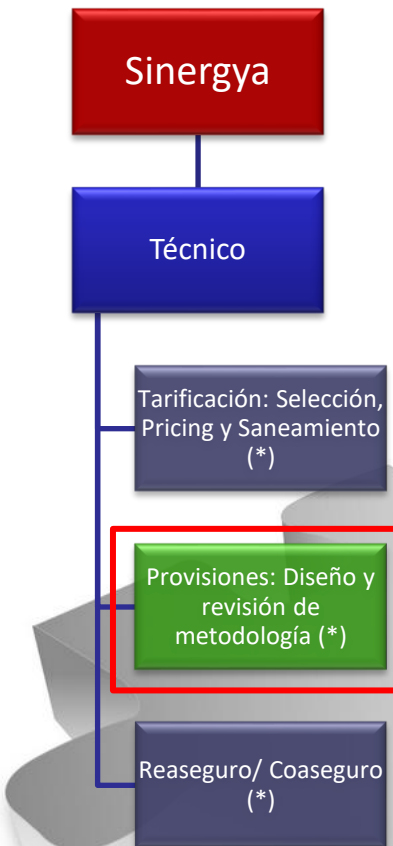 Sinergya
Técnico
Tarificación: Selección,
Pricing y Saneamiento
(*)
Provisiones: Diseño y
revisión de
metodología (*)
Reaseguro/ Coaseguro
(*)